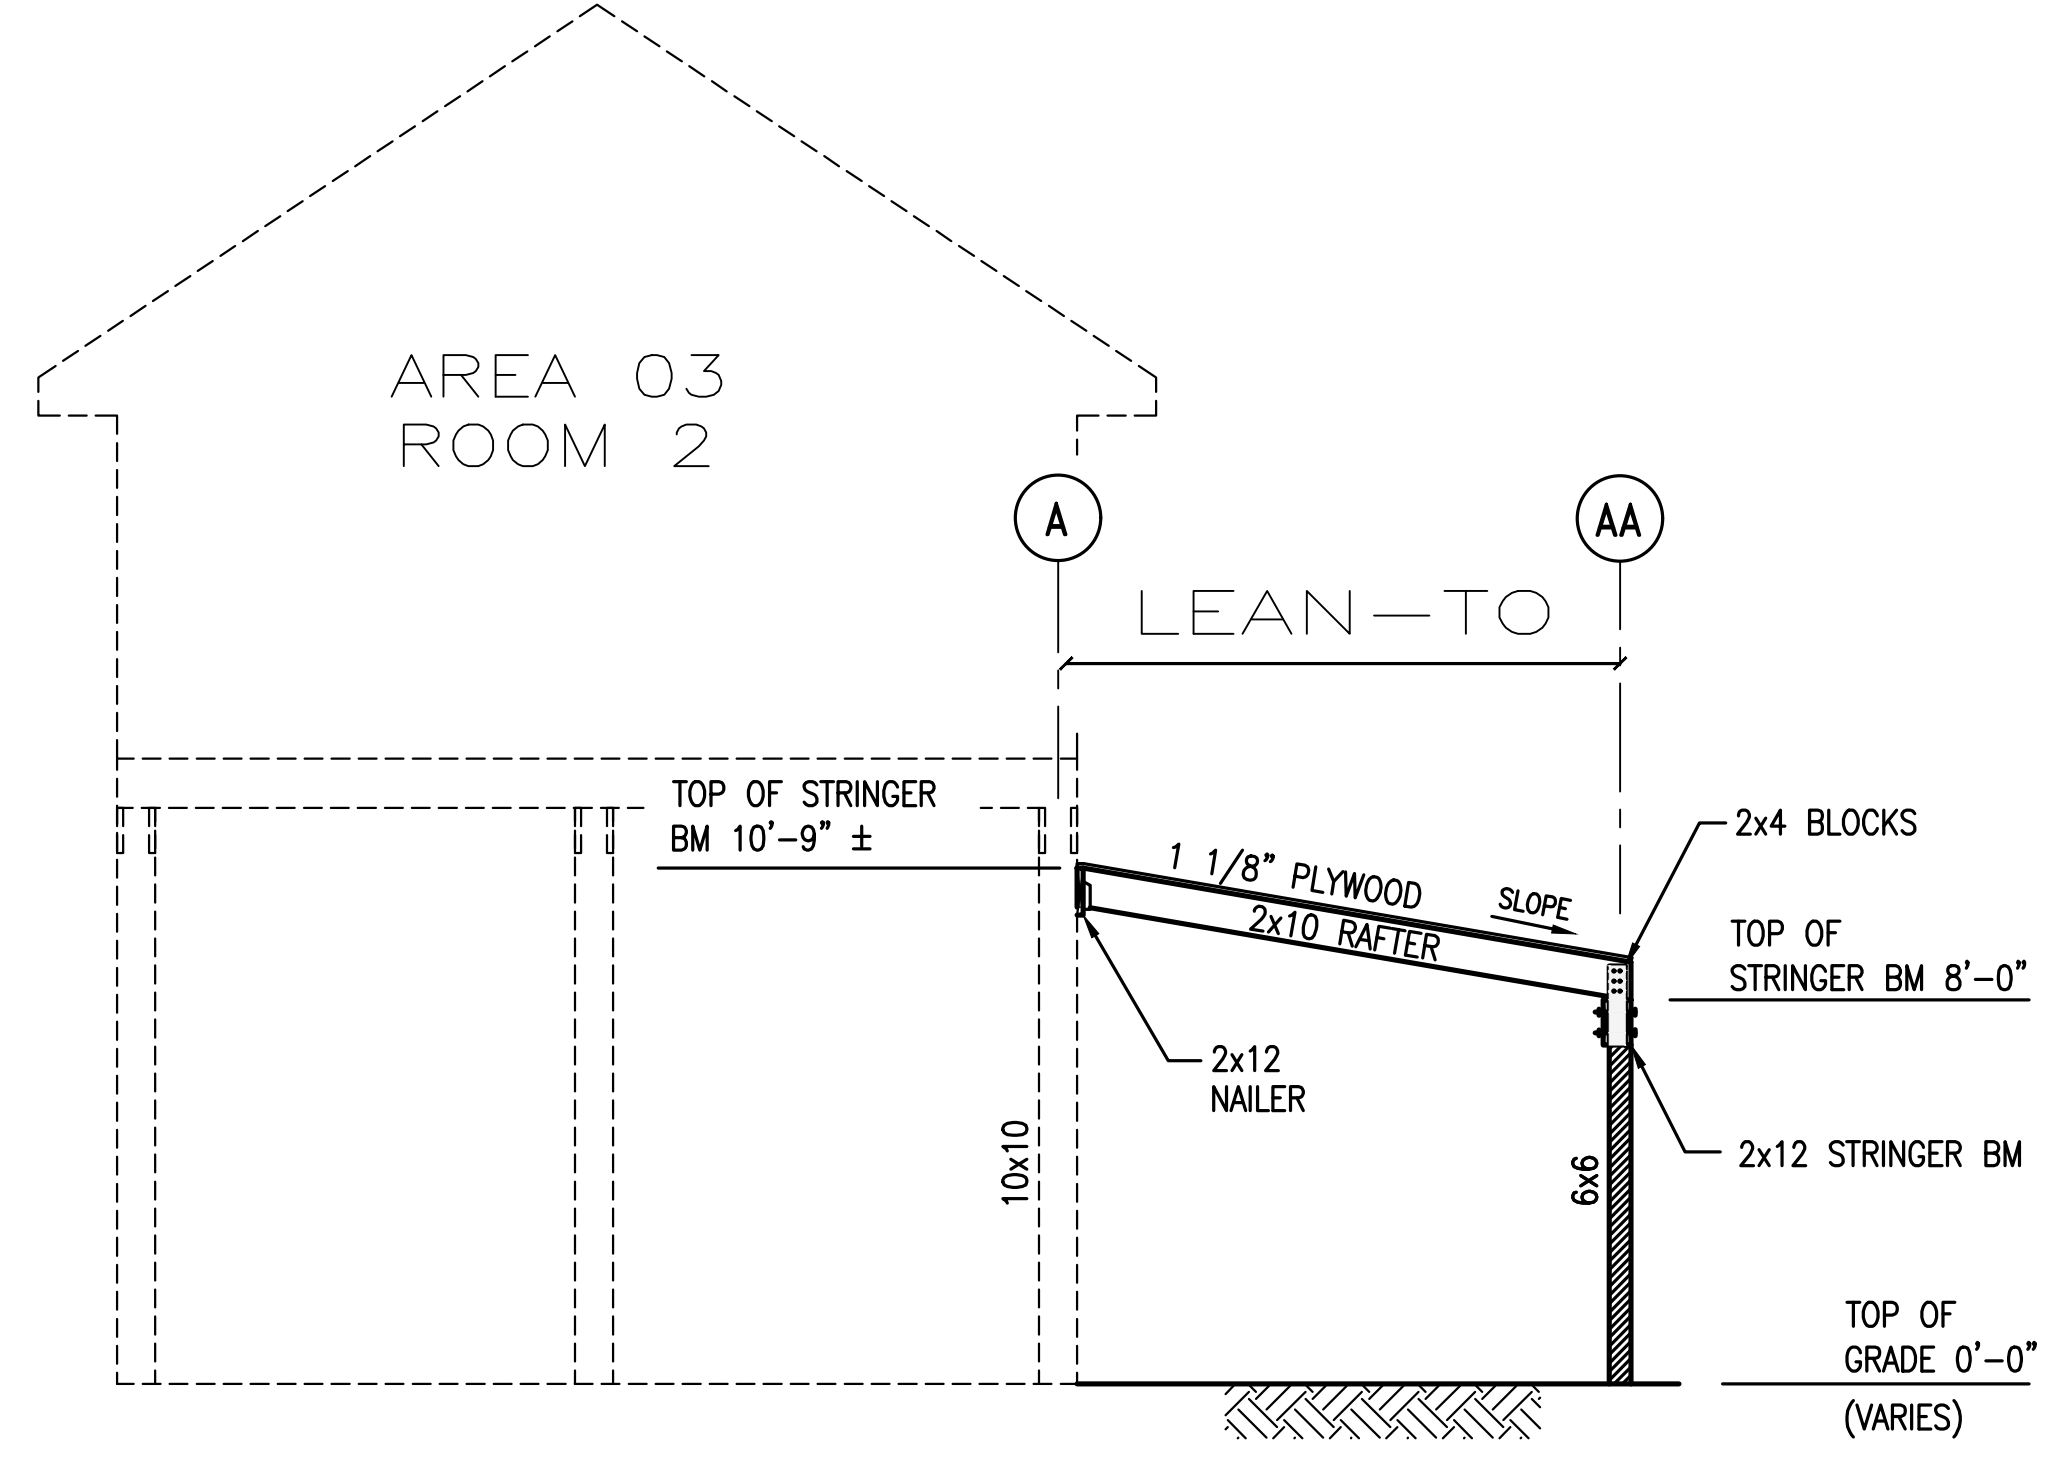 AREA 03
ROOM 2
A
AA
LEAN-TO
TOP OF STRINGER
BM 10'-9" ±
1 1/8" PLYWOOD
SLOPE
2x10 RAFTER
2x4 BLOCKS
TOP OF
STRINGER BM 8'-0"
2x12
NAILER
10x10
6x6
2x12 STRINGER BM
TOP OF
GRADE 0'-0"
(VARIES)